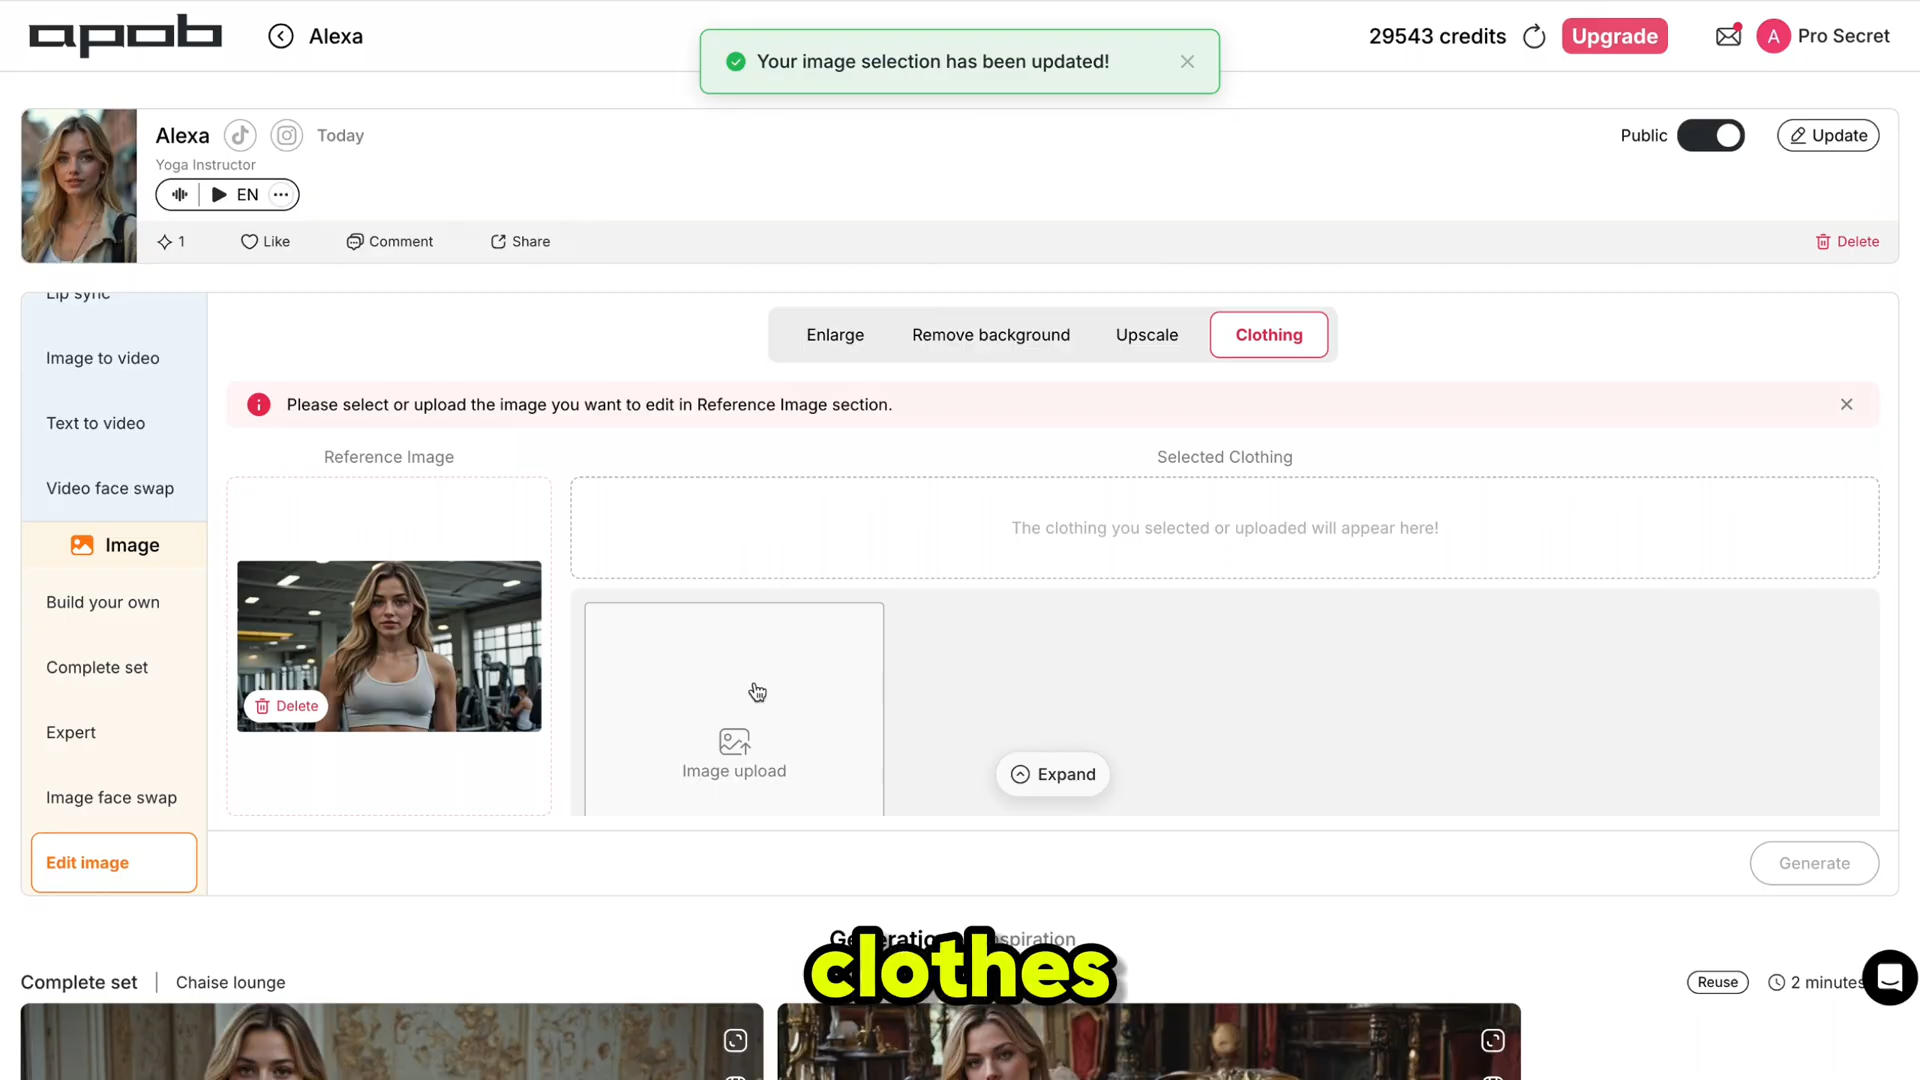 apob
Alexa
Your image selection has been updated!
29543 credits
Upgrade
A
Pro Secret
Alexa
Today
Yoga Instructor
EN
1
Like
Comment
Share
Public
Update
Delete
Lip sync
Image to video
Text to video
Video face swap
Image
Build your own
Complete set
Expert
Image face swap
Edit image
Enlarge
Remove background
Upscale
Clothing
Please select or upload the image you want to edit in Reference Image section.
Reference Image
Selected Clothing
The clothing you selected or uploaded will appear here!
Delete
Image upload
Expand
Generate
clothes
Complete set
Chaise lounge
Reuse
2 minutes